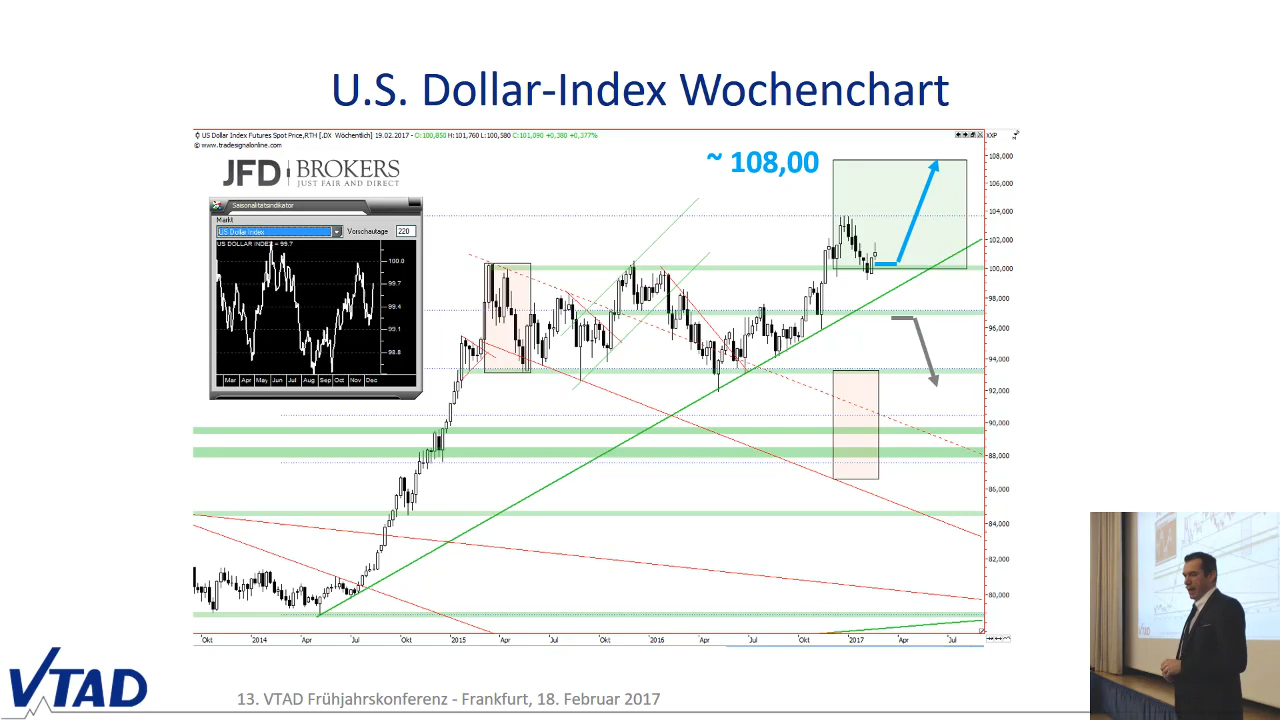 U.S. Dollar-Index Wochenchart
US Dollar Index Futures Spot Price,RTH [.DX Wöchentlich] 19.02.2017 - O:100,850 H:101,760 L:100,580 C:101,090 +0,380 +0,377%
XXP
© www.tradesignalonline.com
JFD BROKERS
JUST FAIR AND DIRECT
~ 108,00
Saisonalitätsindikator
Markt
US Dollar Index
Vorschautage
220
US DOLLAR INDEX = 99.7
100.0
99.7
99.4
99.1
98.8
Mar Apr May Jun Jul Aug Sep Oct Nov Dec
108,000
106,000
104,000
102,000
100,000
98,000
96,000
94,000
92,000
90,000
88,000
86,000
84,000
82,000
80,000
Okt 2014 Apr Jul Okt 2015 Apr Jul Okt 2016 Apr Jul Okt 2017 Apr Jul
VTAD
13. VTAD Frühjahrskonferenz - Frankfurt, 18. Februar 2017